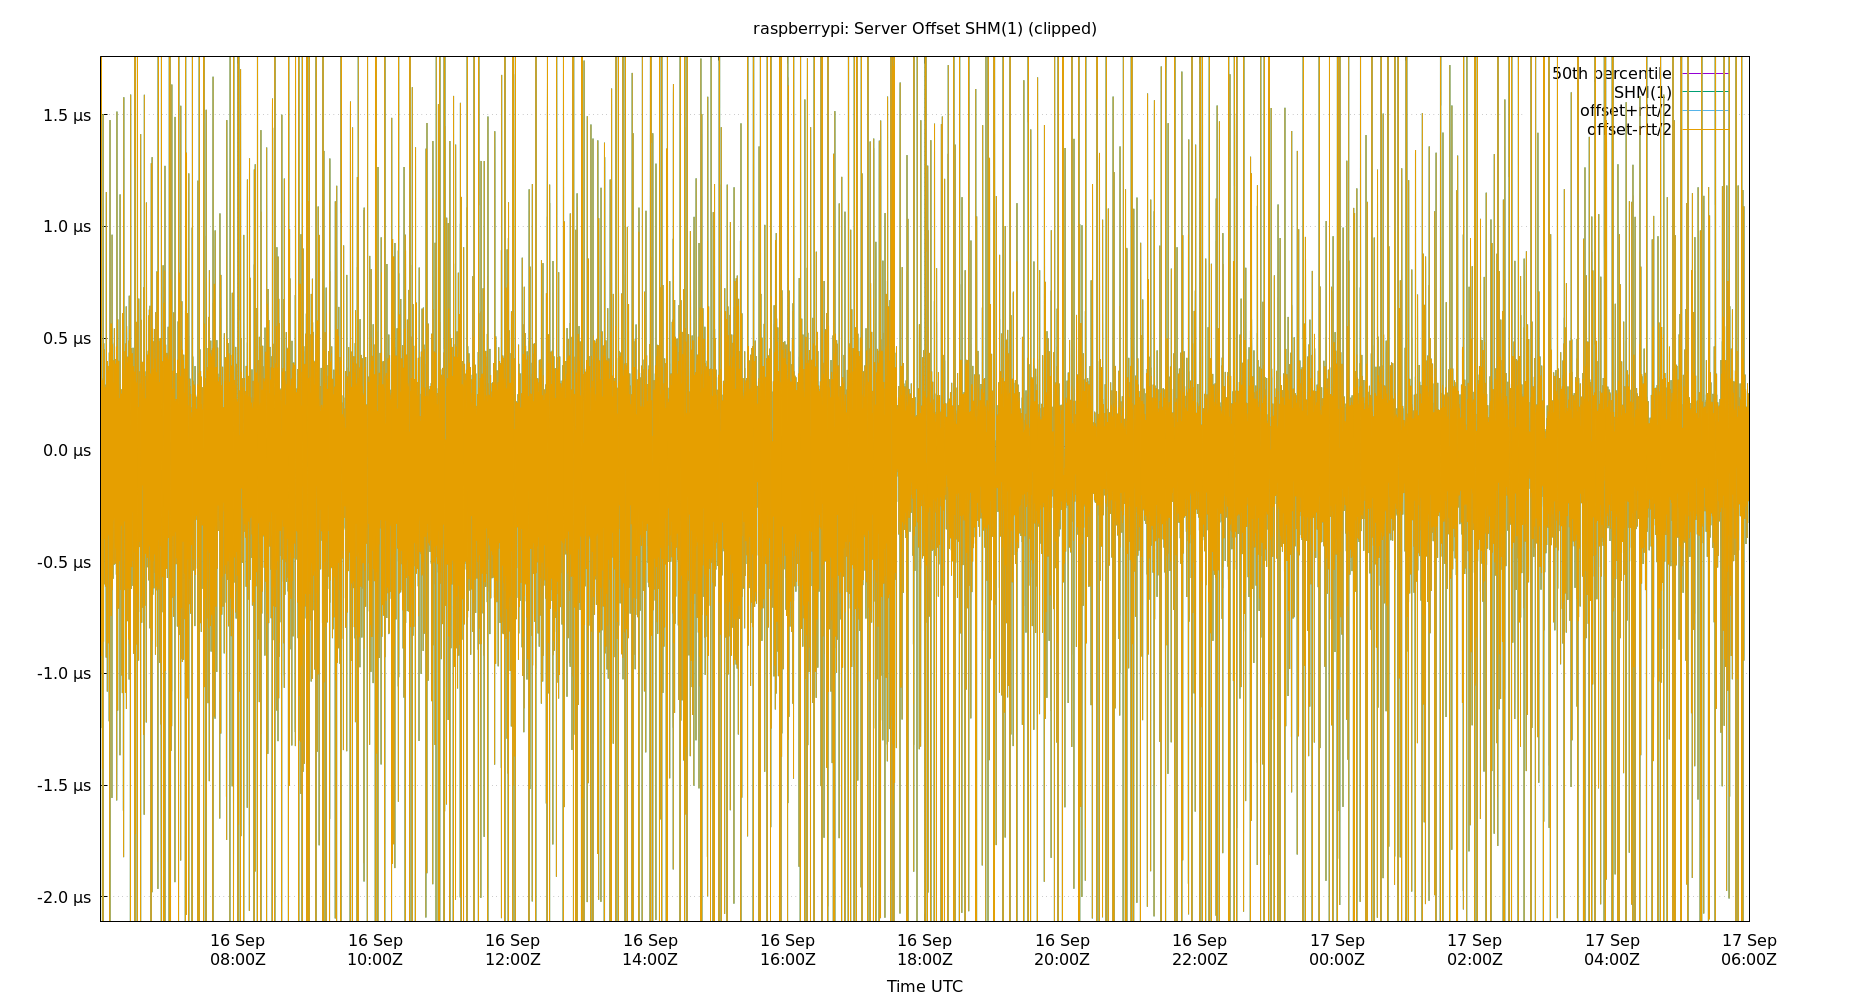 raspberrypi: Server Offset SHM(1) (clipped)
50th percentile
SHM(1)
offset+rtt/2
offset-rtt/2
1.5 µs
1.0 µs
0.5 µs
0.0 µs
-0.5 µs
-1.0 µs
-1.5 µs
-2.0 µs
16 Sep 16 Sep 16 Sep 16 Sep 16 Sep 16 Sep 16 Sep 16 Sep 17 Sep 17 Sep 17 Sep 17 Sep
08:00Z 10:00Z 12:00Z 14:00Z 16:00Z 18:00Z 20:00Z 22:00Z 00:00Z 02:00Z 04:00Z 06:00Z
Time UTC